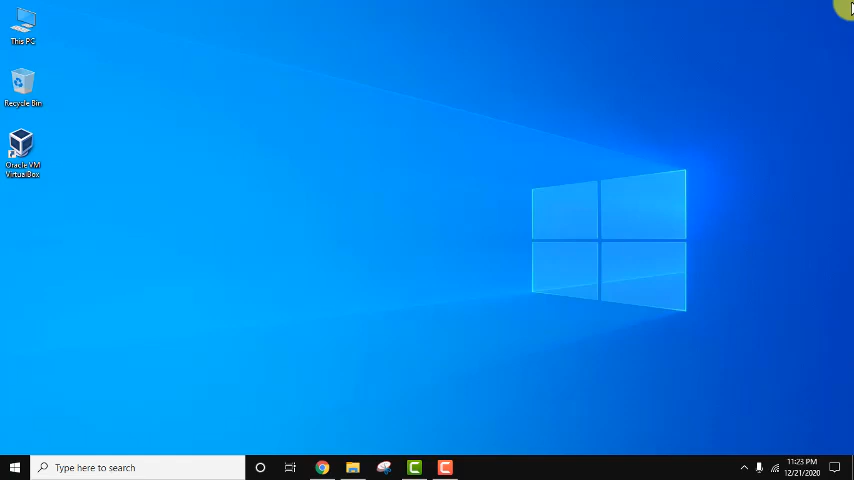 This PC
Recycle Bin
Oracle VM
VirtualBox
Type here to search
11:23 PM
12/21/2020